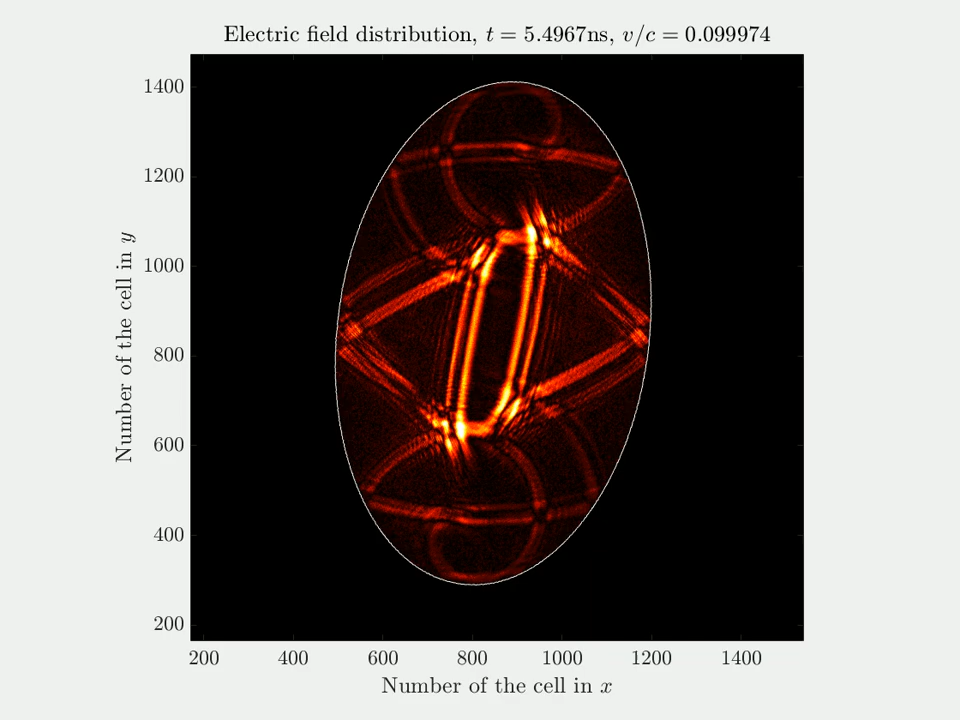 Electric field distribution, t = 5.4967ns, v/c = 0.099974
1400
1200
1000
800
600
400
200
Number of the cell in y
200 400 600 800 1000 1200 1400
Number of the cell in x